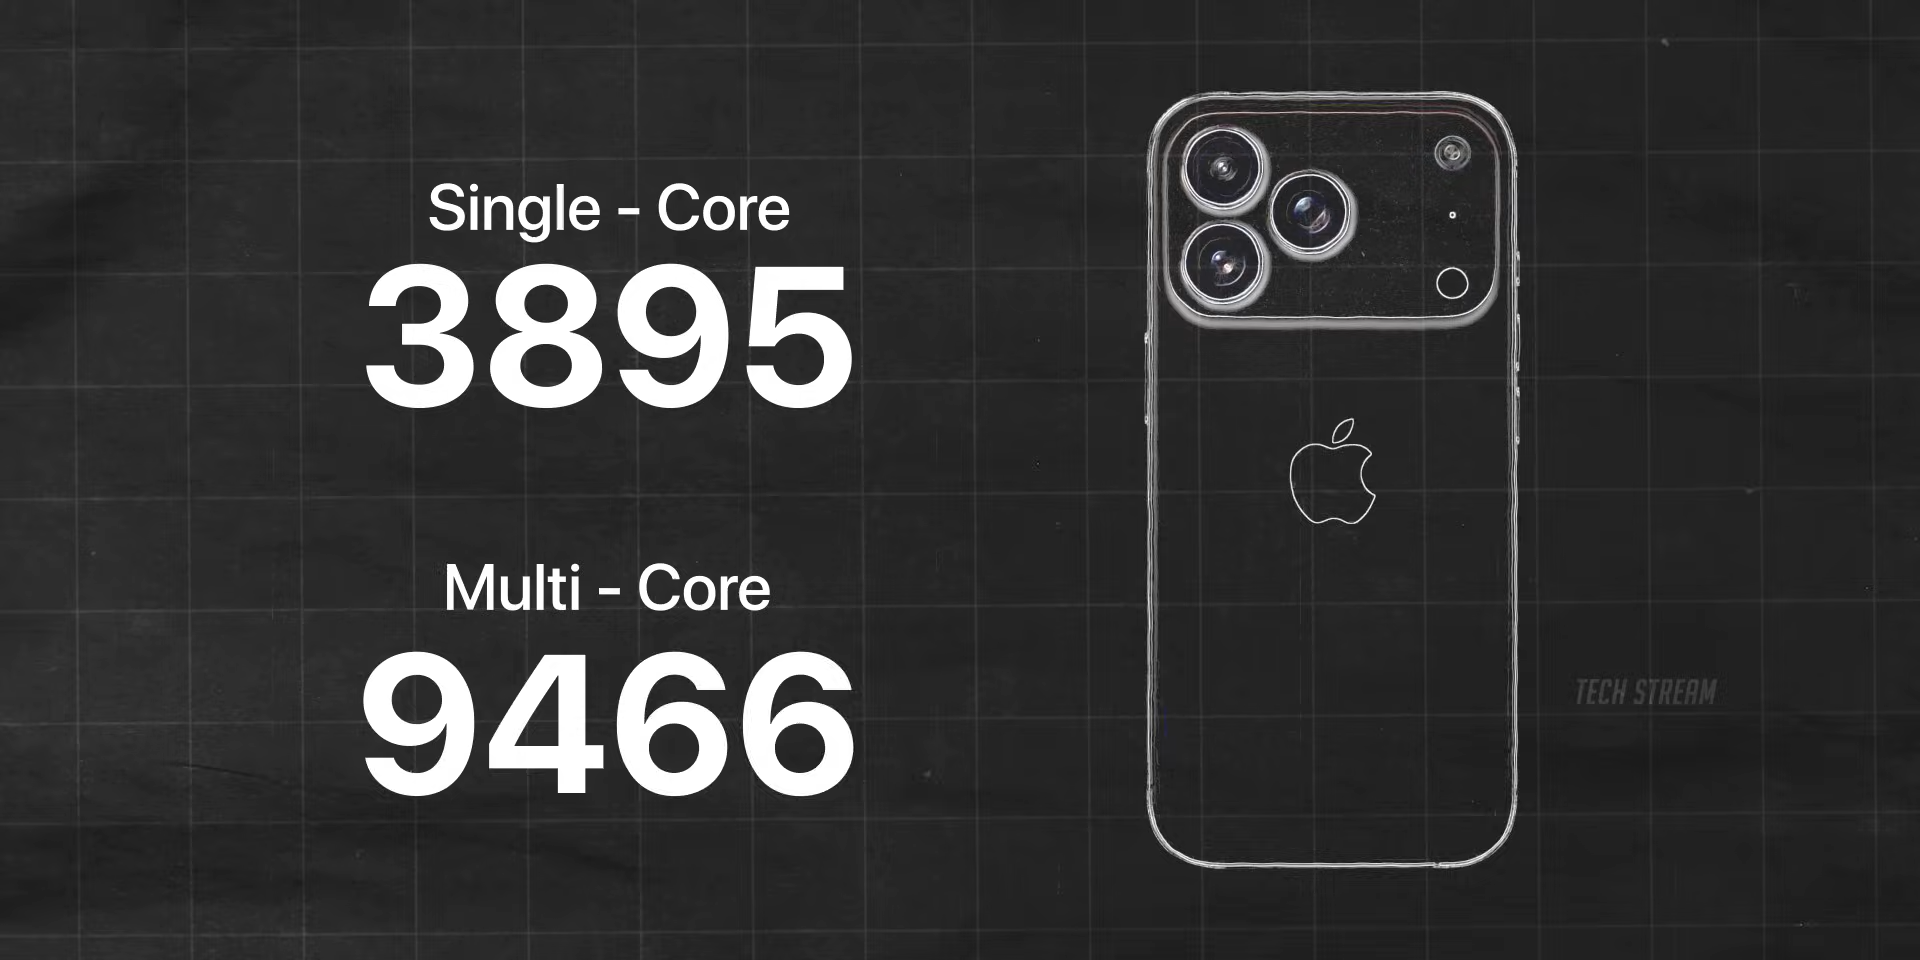 Single - Core
3895
Multi - Core
9466
TECH STREAM